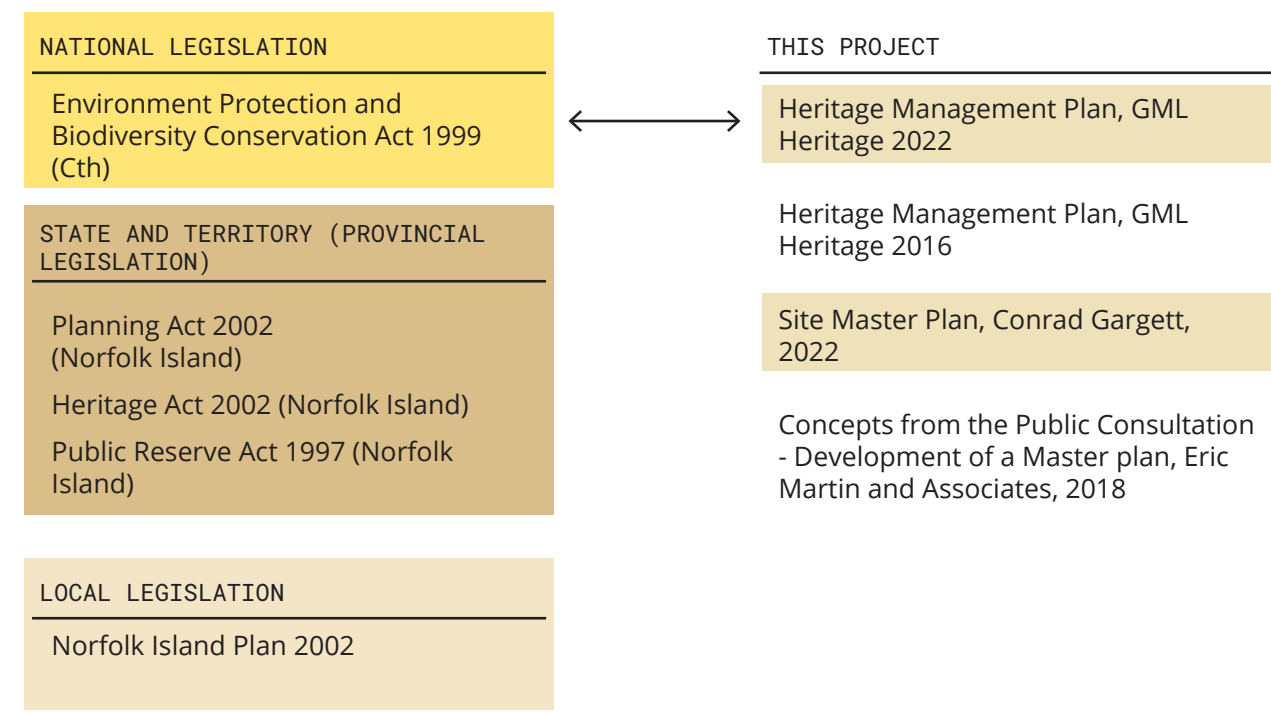 NATIONAL LEGISLATION
Environment Protection and
Biodiversity Conservation Act 1999
(Cth)
STATE AND TERRITORY (PROVINCIAL
LEGISLATION)
Planning Act 2002
(Norfolk Island)
Heritage Act 2002 (Norfolk Island)
Public Reserve Act 1997 (Norfolk
Island)
LOCAL LEGISLATION
Norfolk Island Plan 2002
THIS PROJECT
Heritage Management Plan, GML
Heritage 2022
Heritage Management Plan, GML
Heritage 2016
Site Master Plan, Conrad Gargett,
2022
Concepts from the Public Consultation
- Development of a Master plan, Eric
Martin and Associates, 2018